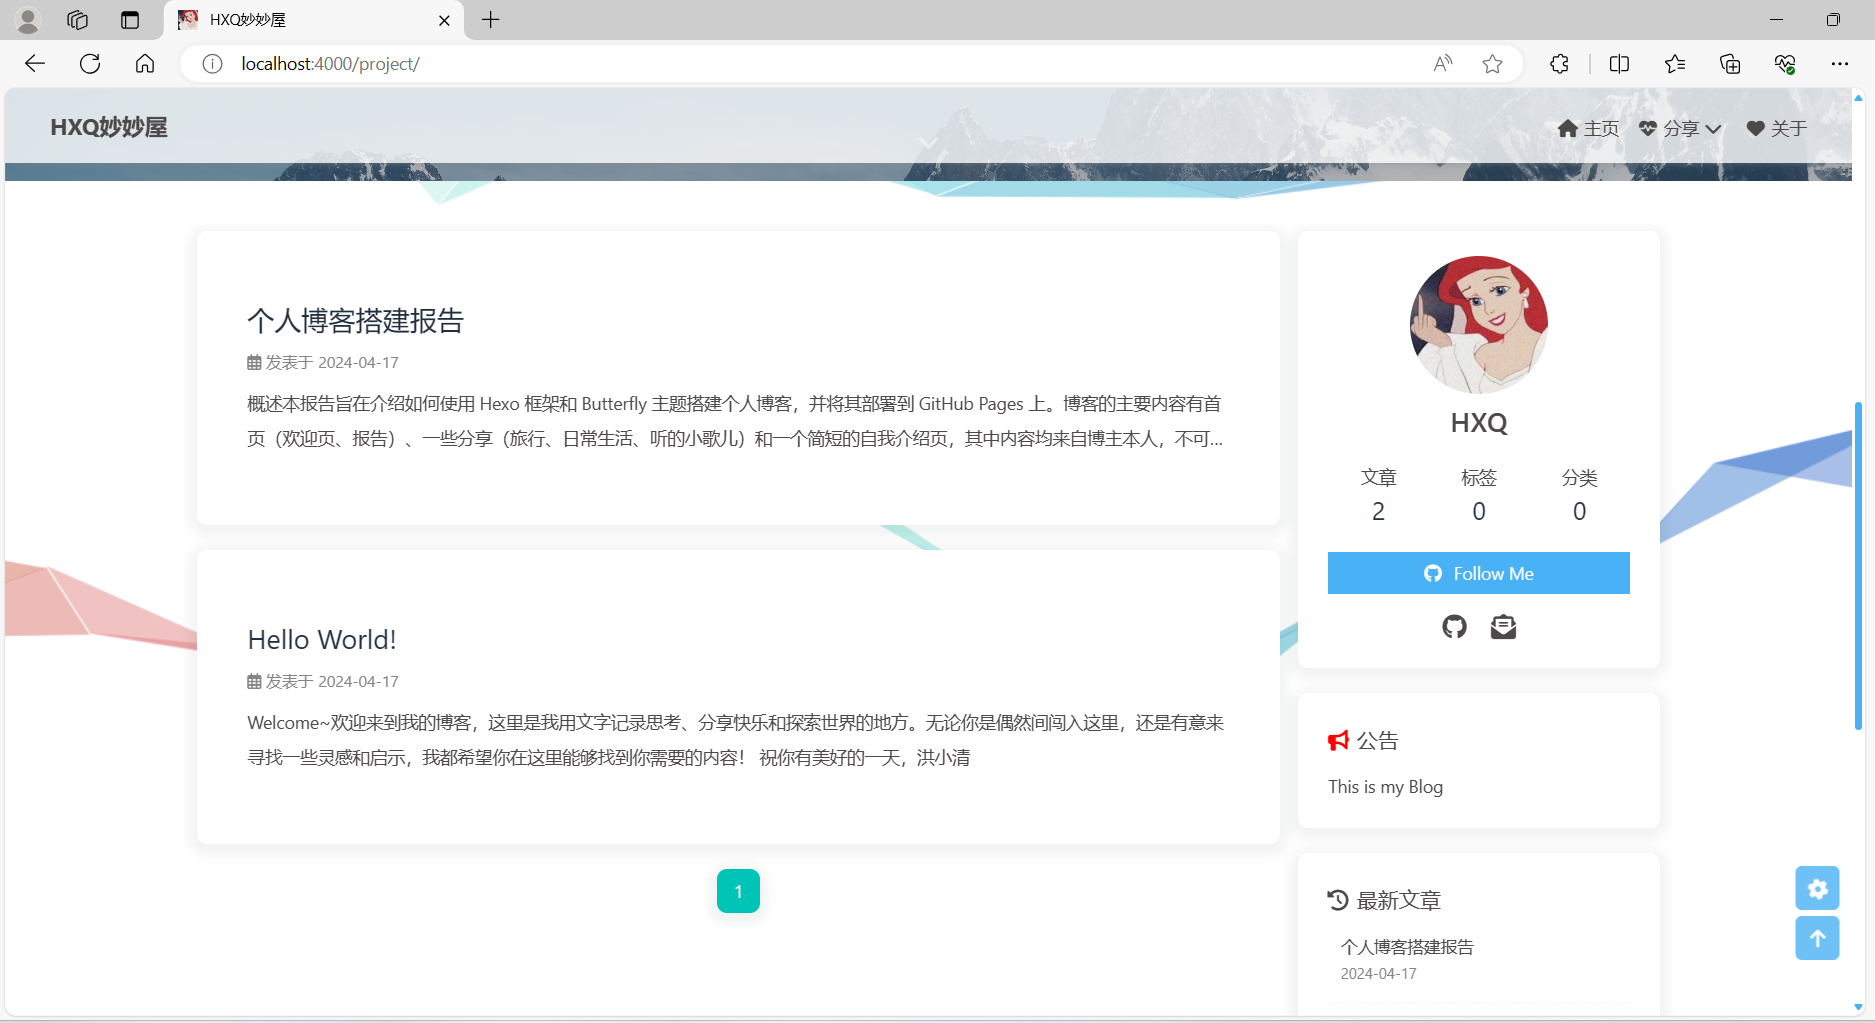 HXQ妙妙屋
localhost:4000/project/
HXQ妙妙屋
主页 分享 关于
个人博客搭建报告
发表于 2024-04-17
概述本报告旨在介绍如何使用 Hexo 框架和 Butterfly 主题搭建个人博客，并将其部署到 GitHub Pages 上。博客的主要内容有首
页（欢迎页、报告）、一些分享（旅行、日常生活、听的小歌儿）和一个简短的自我介绍页，其中内容均来自博主本人，不可...
Hello World!
发表于 2024-04-17
Welcome~欢迎来到我的博客，这里是我用文字记录思考、分享快乐和探索世界的地方。无论你是偶然间闯入这里，还是有意来
寻找一些灵感和启示，我都希望你在这里能够找到你需要的内容！ 祝你有美好的一天，洪小清
1
HXQ
文章 标签 分类
2 0 0
Follow Me
公告
This is my Blog
最新文章
个人博客搭建报告
2024-04-17